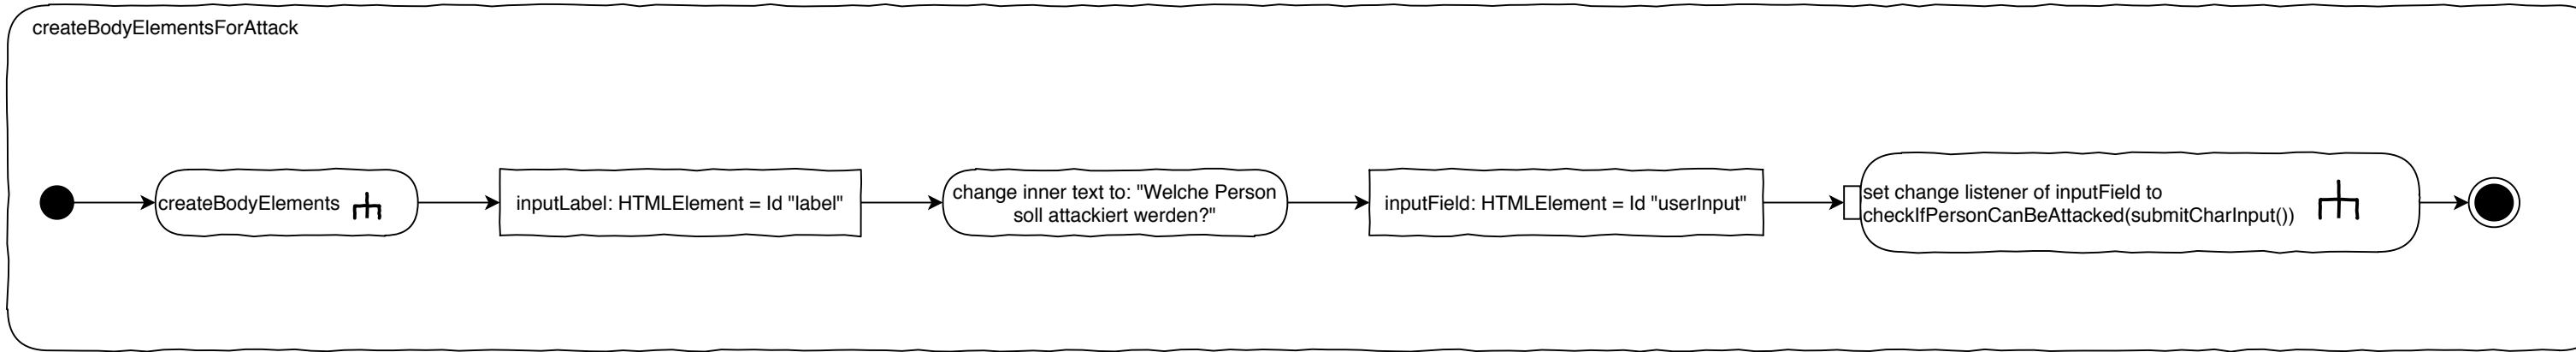 createBodyElementsForAttack
createBodyElements
inputLabel: HTMLElement = Id "label"
change inner text to: "Welche Person
soll attackiert werden?"
inputField: HTMLElement = Id "userInput"
set change listener of inputField to
checkIfPersonCanBeAttacked(submitCharInput())